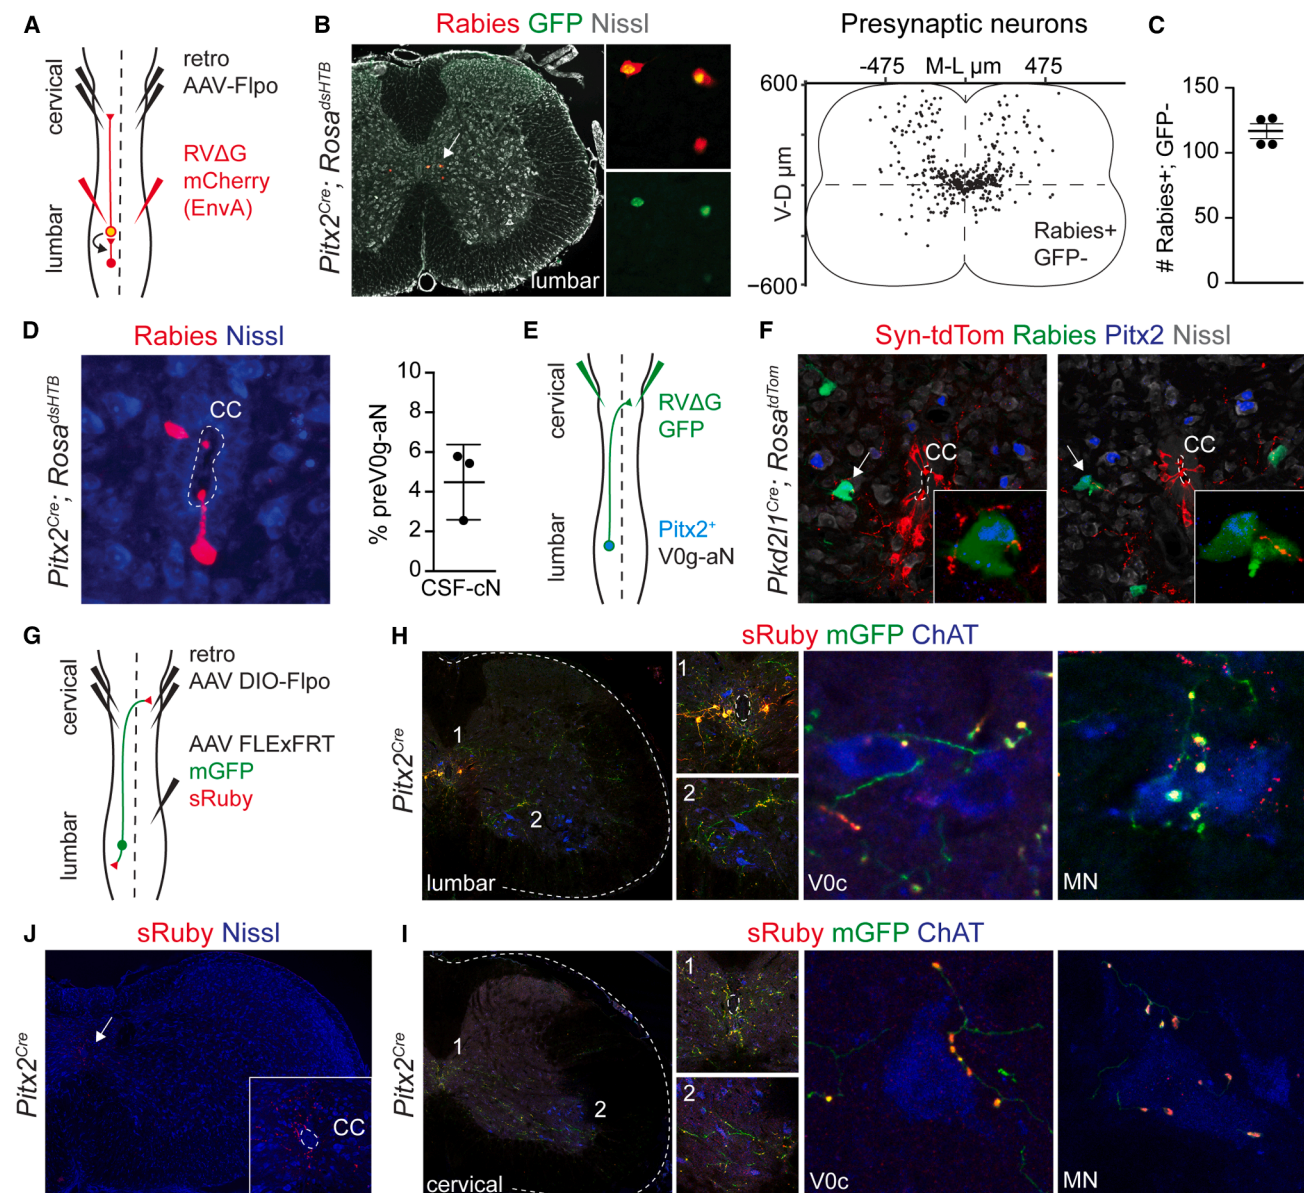 A
cervical
lumbar
retro
AAV-Flpo
RVΔG
mCherry
(EnvA)
B
Rabies GFP Nissl
Pitx2Cre; RosadsHTB
lumbar
Presynaptic neurons
-475 M-L µm 475
600
V-D µm
−600
Rabies+
GFP-
C
# Rabies+; GFP-
150
100
50
0
D
Rabies Nissl
Pitx2Cre; RosadsHTB
CC
% preV0g-aN
10
8
6
4
2
0
CSF-cN
E
cervical
lumbar
RVΔG
GFP
Pitx2+
V0g-aN
F
Syn-tdTom Rabies Pitx2 Nissl
Pkd2l1Cre; RosatdTom
CC
CC
G
cervical
lumbar
retro
AAV DIO-Flpo
AAV FLExFRT
mGFP
sRuby
H
sRuby mGFP ChAT
Pitx2Cre
1
2
lumbar
1
2
V0c
MN
J
sRuby Nissl
Pitx2Cre
CC
I
sRuby mGFP ChAT
Pitx2Cre
1
2
cervical
1
2
V0c
MN